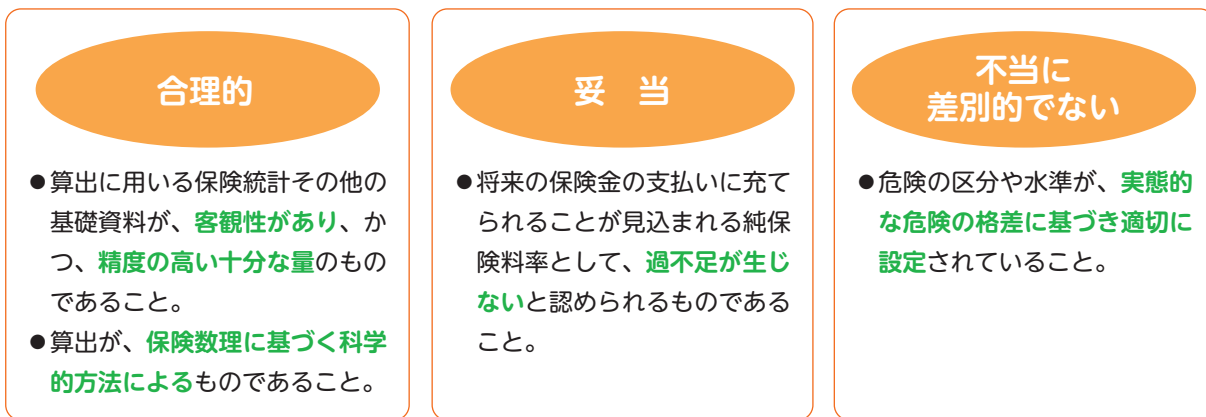 合理的
●算出に用いる保険統計その他の
基礎資料が、客観性があり、か
つ、精度の高い十分な量のもの
であること。
●算出が、保険数理に基づく科学
的方法によるものであること。
妥　当
●将来の保険金の支払いに充て
られることが見込まれる純保
険料率として、過不足が生じ
ないと認められるものである
こと。
不当に
差別的でない
●危険の区分や水準が、実態的
な危険の格差に基づき適切に
設定されていること。